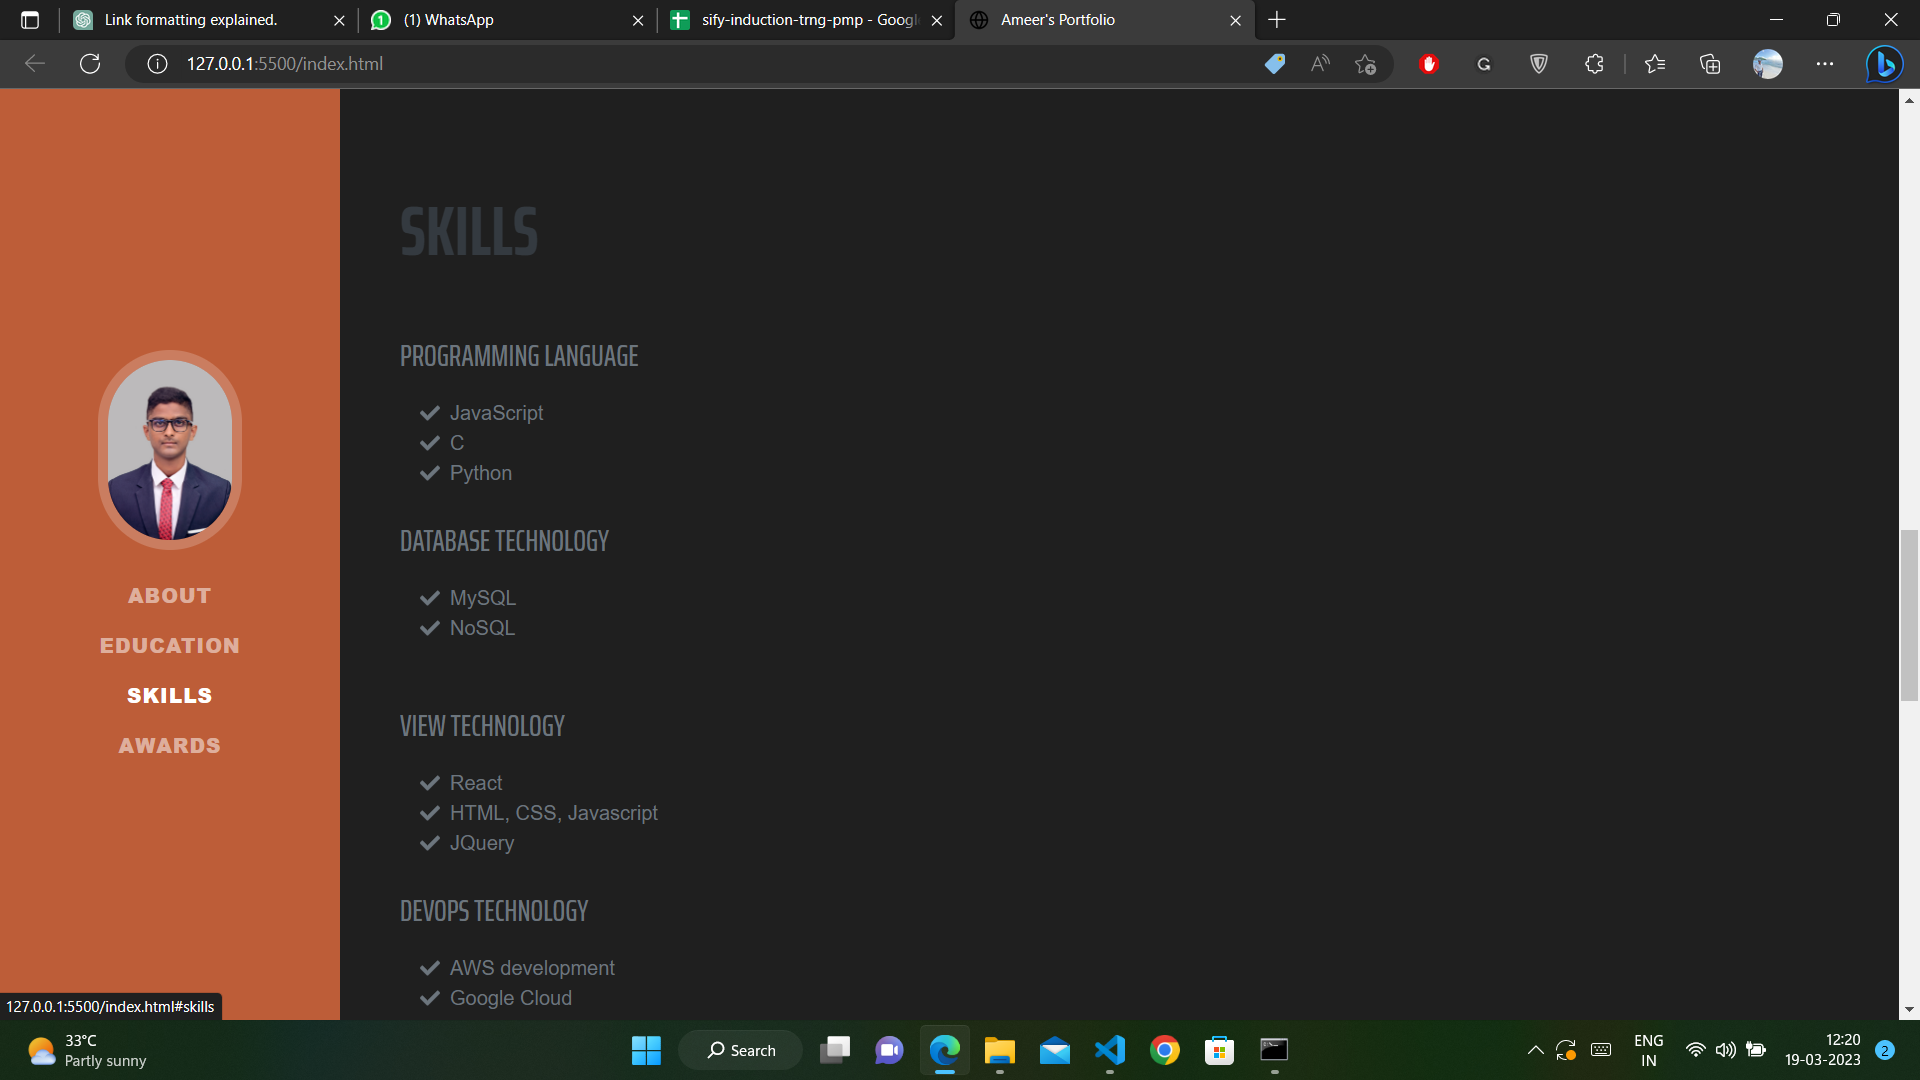 Link formatting explained.
(1) WhatsApp
sify-induction-trng-pmp - Googl
Ameer's Portfolio
127.0.0.1:5500/index.html
SKILLS
PROGRAMMING LANGUAGE
JavaScript
C
Python
DATABASE TECHNOLOGY
MySQL
NoSQL
VIEW TECHNOLOGY
React
HTML, CSS, Javascript
JQuery
DEVOPS TECHNOLOGY
AWS development
Google Cloud
ABOUT
EDUCATION
SKILLS
AWARDS
127.0.0.1:5500/index.html#skills
33°C
Partly sunny
Search
ENG
IN
12:20
19-03-2023
2